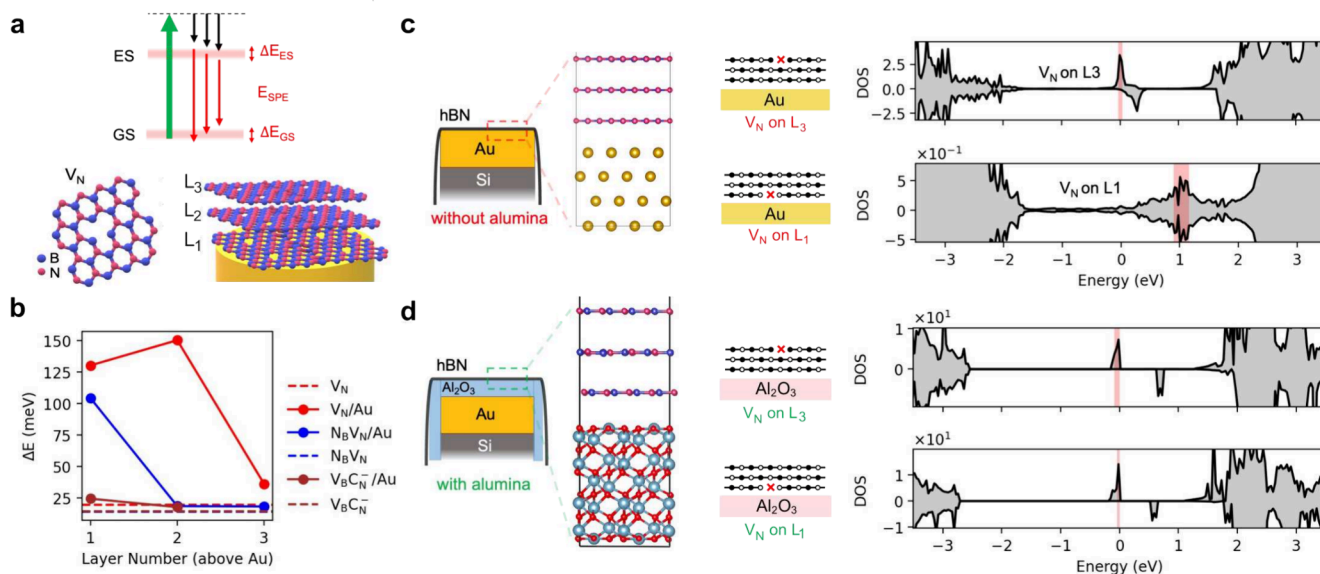 a
ES
ΔE_ES
E_SPE
GS
ΔE_GS
V_N
B
N
L_3
L_2
L_1
b
ΔE (meV)
150
125
100
75
50
25
1
2
3
Layer Number (above Au)
V_N
V_N/Au
N_BV_N/Au
N_BV_N
V_BC_N^-/Au
V_BC_N^-
c
hBN
Au
Si
without alumina
Au
V_N on L_3
Au
V_N on L_1
DOS
2.5
0.0
−2.5
V_N on L3
×10^−1
DOS
5
0
−5
V_N on L1
−3
−2
−1
0
1
2
3
Energy (eV)
d
hBN
Al_2O_3
Au
Si
with alumina
Al_2O_3
V_N on L_3
Al_2O_3
V_N on L_1
×10^1
DOS
1
0
×10^1
DOS
1
0
−1
−3
−2
−1
0
1
2
3
Energy (eV)